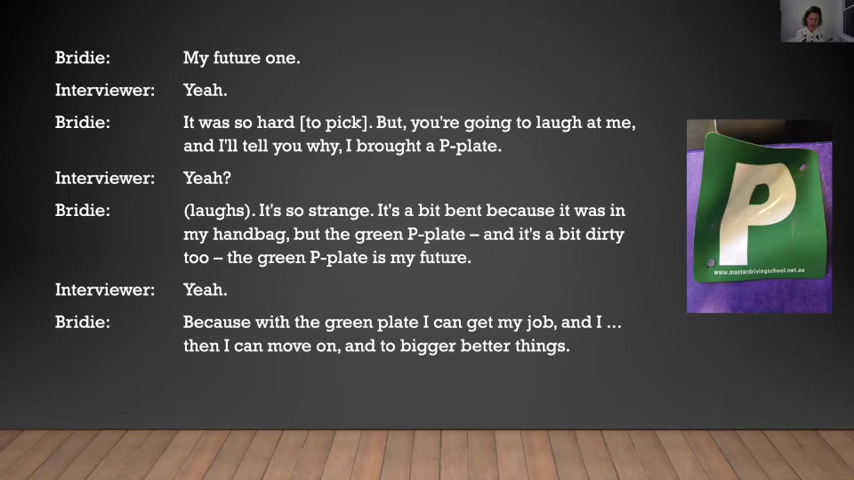 Bridie: My future one.
Interviewer: Yeah.
Bridie: It was so hard [to pick]. But, you're going to laugh at me,
and I'll tell you why, I brought a P-plate.
Interviewer: Yeah?
Bridie: (laughs). It's so strange. It's a bit bent because it was in
my handbag, but the green P-plate – and it's a bit dirty
too – the green P-plate is my future.
Interviewer: Yeah.
Bridie: Because with the green plate I can get my job, and I …
then I can move on, and to bigger better things.
P
www.masterdrivingschool.net.au